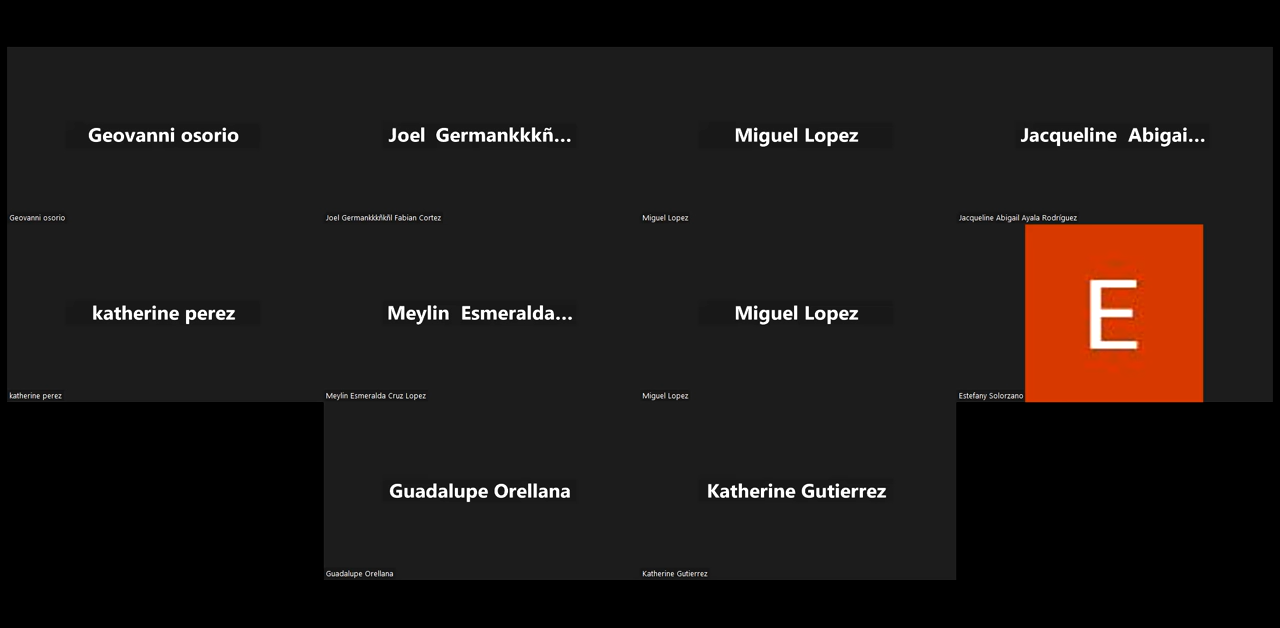 Geovanni osorio
Joel Germankkkñ...
Miguel Lopez
Jacqueline Abigai...
Geovanni osorio
Joel Germankkkñkñl Fabian Cortez
Miguel Lopez
Jacqueline Abigail Ayala Rodríguez
katherine perez
Meylin Esmeralda...
Miguel Lopez
E
katherine perez
Meylin Esmeralda Cruz Lopez
Miguel Lopez
Estefany Solorzano
Guadalupe Orellana
Katherine Gutierrez
Guadalupe Orellana
Katherine Gutierrez